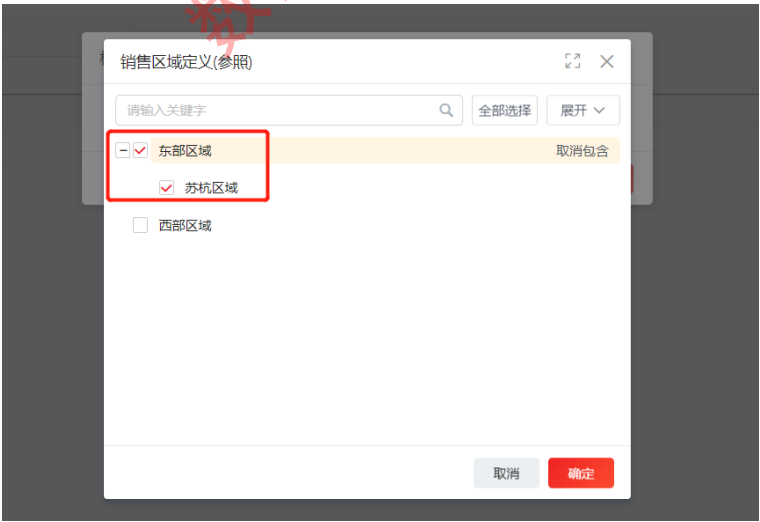 销售区域定义(参照)
请输入关键字 全部选择 展开
东部区域 取消包含
苏杭区域
西部区域
取消 确定